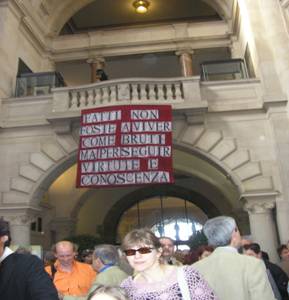 FATTI NON
FOSTE A VIVER
COME BRUTI
MA PER SEGUIR
VIRTUTE E
CONOSCENZA